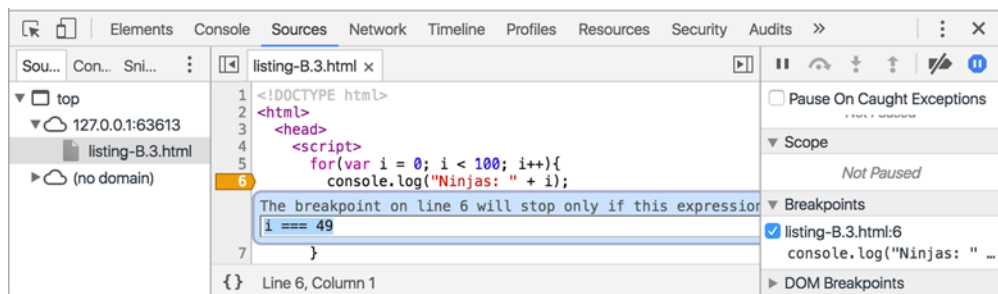 Elements Console Sources Network Timeline Profiles Resources Security Audits »
Sou... Con... Sni...
listing-B.3.html ×
Pause On Caught Exceptions
top
127.0.0.1:63613
listing-B.3.html
(no domain)
1 <!DOCTYPE html>
2 <html>
3 <head>
4 <script>
5 for(var i = 0; i < 100; i++){
6 console.log("Ninjas: " + i);
The breakpoint on line 6 will stop only if this expression
i === 49
7 }
{} Line 6, Column 1
Not Paused
Scope
Not Paused
Breakpoints
listing-B.3.html:6
console.log("Ninjas: " …
DOM Breakpoints